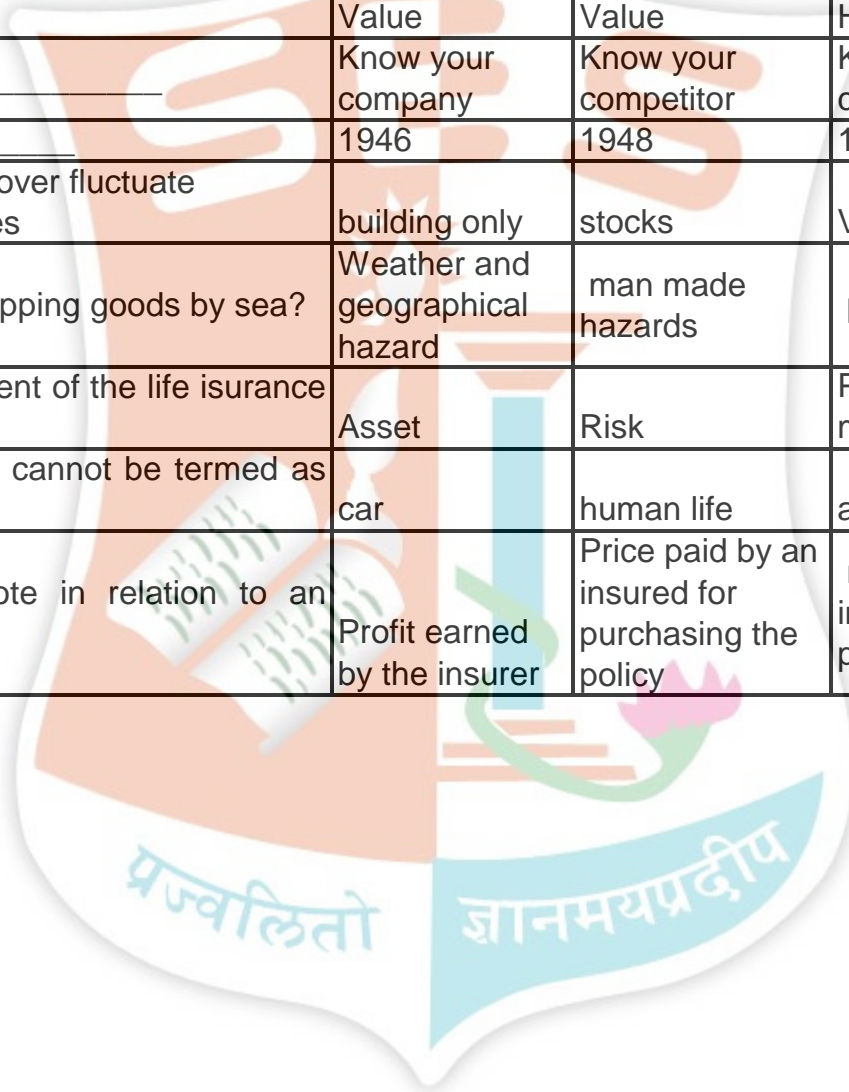 Value Value
Know your company Know your competitor
1946 1948
over fluctuate
building only stocks
pping goods by sea? Weather and geographical hazard man made hazards
ent of the life isurance Asset Risk
cannot be termed as car human life
ote in relation to an Profit earned by the insurer Price paid by an insured for purchasing the policy
SES
प्रज्वलितो ज्ञानमयप्रदीप